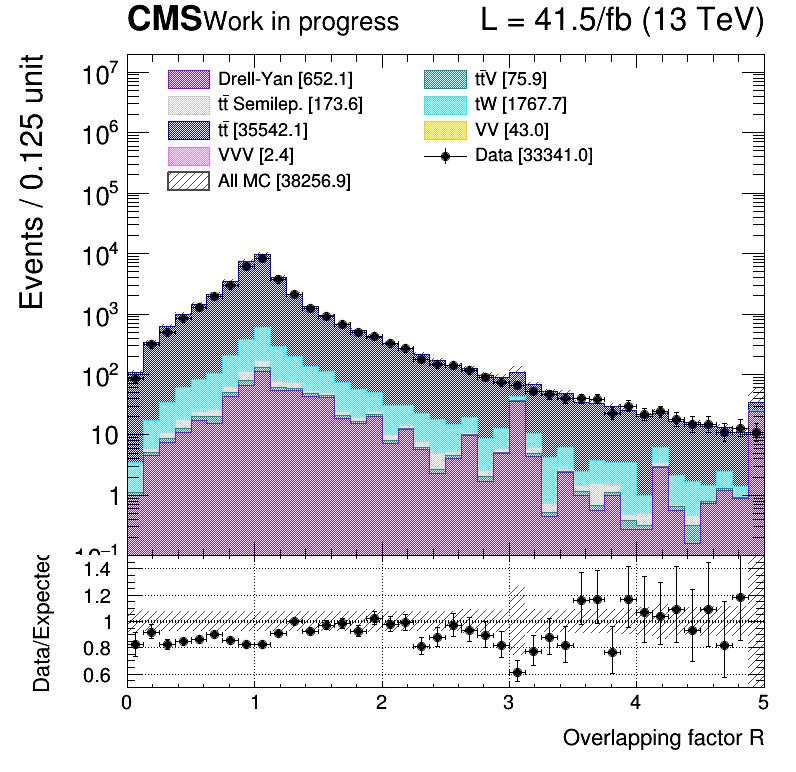 CMS Work in progress L = 41.5/fb (13 TeV)
Events / 0.125 unit
10⁷
10⁶
10⁵
10⁴
10³
10²
10
1
10⁻¹
Drell-Yan [652.1]
tt̄ Semilep. [173.6]
tt̄ [35542.1]
VVV [2.4]
All MC [38256.9]
tt̄V [75.9]
tW [1767.7]
VV [43.0]
Data [33341.0]
Data/Expected
1.4
1.2
1
0.8
0.6
0 1 2 3 4 5
Overlapping factor R